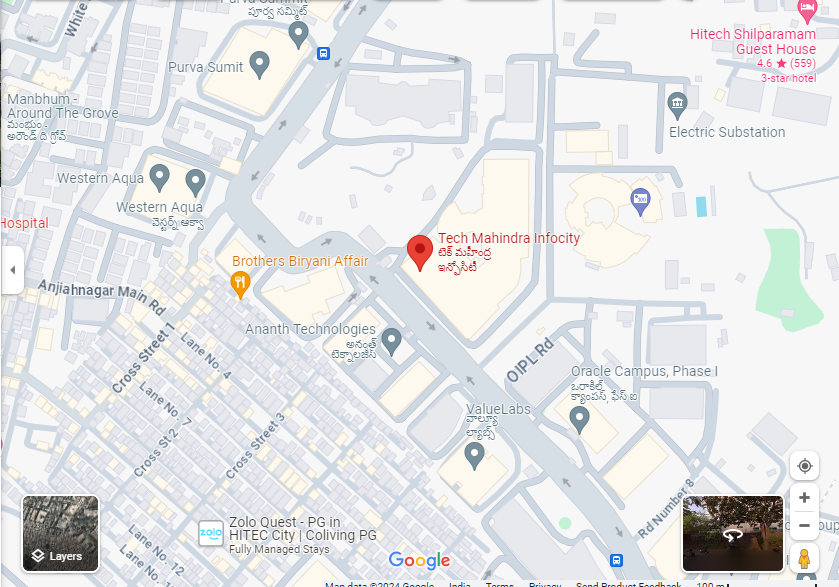 White
Purva Summit
పూర్వ సమ్మిట్
Hitech Shilparamam
Guest House
4.6 ★ (559)
3-star hotel
Purva Sumit
Manbhum -
Around The Grove
మంభుం -
అరౌండ్ ది గ్రోవ్
Electric Substation
Western Aqua
Western Aqua
వెస్టర్న్ ఆక్వా
Hospital
Tech Mahindra Infocity
టెక్ మహీంద్ర
ఇన్ఫోసిటీ
Brothers Biryani Affair
Anjiahnagar Main Rd
Ananth Technologies
అనంత్
టెక్నాలజీస్
Cross Street 1
Lane No. 4
OIPL Rd
Oracle Campus, Phase I
ఒరాకిల్
క్యాంపస్, ఫేస్ ఐ
Lane No. 7
ValueLabs
వాల్యూ
ల్యాబ్స్
Cross St 2
Cross Street 3
Rd Number 8
zolo
Zolo Quest - PG in
HITEC City | Coliving PG
Fully Managed Stays
Lane No. 11
Lane No. 12
Layers
Google
Map data ©2024 Google India Terms Privacy Send Product Feedback 100 m